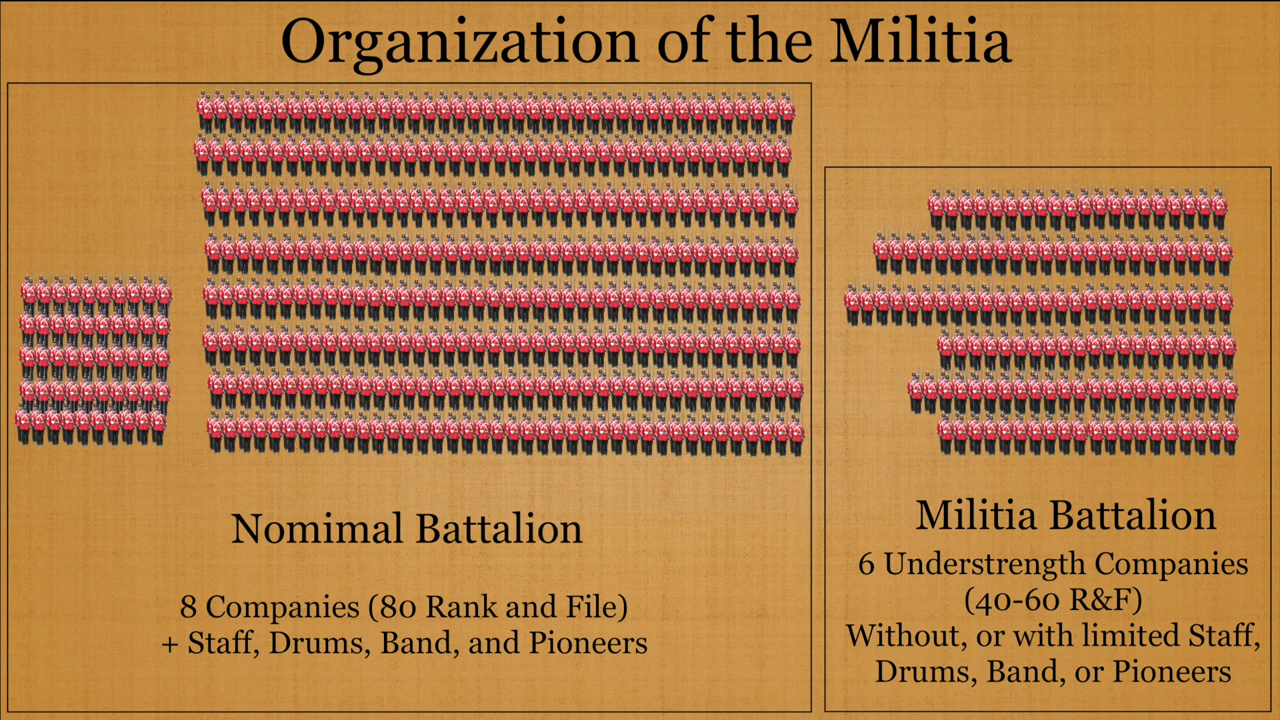 Organization of the Militia
Nomimal Battalion
8 Companies (80 Rank and File)
+ Staff, Drums, Band, and Pioneers
Militia Battalion
6 Understrength Companies
(40-60 R&F)
Without, or with limited Staff,
Drums, Band, or Pioneers